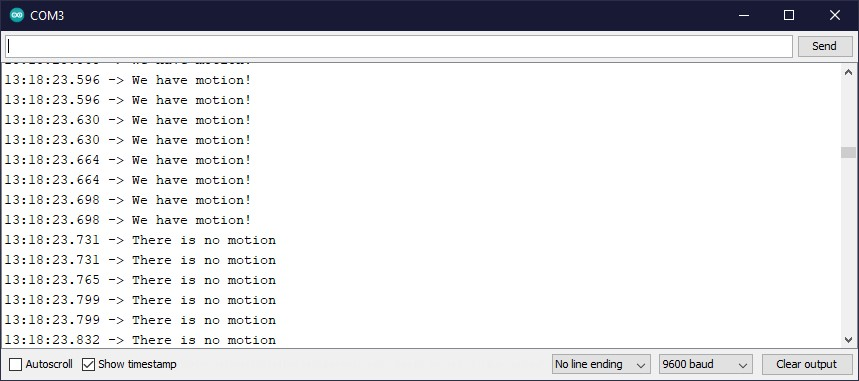 COM3
Send
13:18:23.596 -> We have motion!
13:18:23.596 -> We have motion!
13:18:23.630 -> We have motion!
13:18:23.630 -> We have motion!
13:18:23.664 -> We have motion!
13:18:23.664 -> We have motion!
13:18:23.698 -> We have motion!
13:18:23.698 -> We have motion!
13:18:23.731 -> There is no motion
13:18:23.731 -> There is no motion
13:18:23.765 -> There is no motion
13:18:23.799 -> There is no motion
13:18:23.799 -> There is no motion
13:18:23.832 -> There is no motion
Autoscroll Show timestamp No line ending 9600 baud Clear output